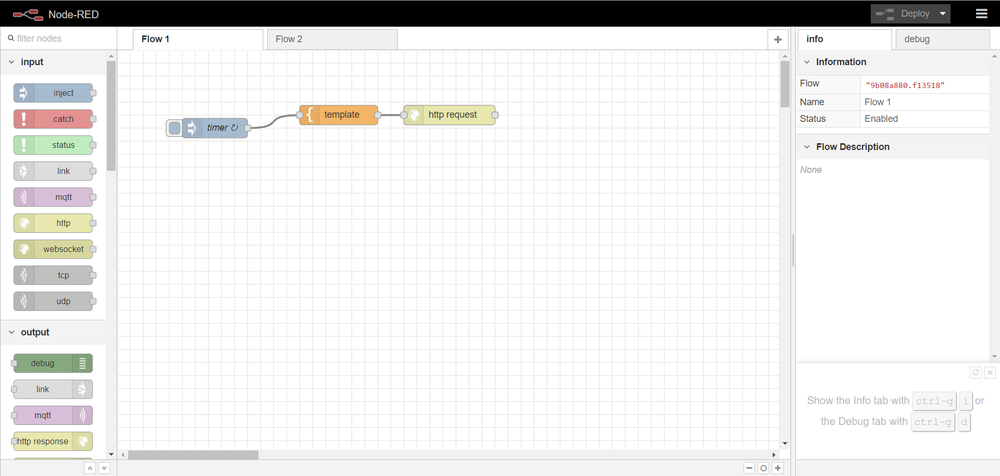 Node-RED
Deploy
filter nodes
Flow 1
Flow 2
info
debug
input
inject
catch
status
link
mqtt
http
websocket
tcp
udp
output
debug
link
mqtt
http response
timer ↻
template
http request
Information
Flow "9b08a880.f13518"
Name Flow 1
Status Enabled
Flow Description
None
Show the Info tab with ctrl-g i or
the Debug tab with ctrl-g d